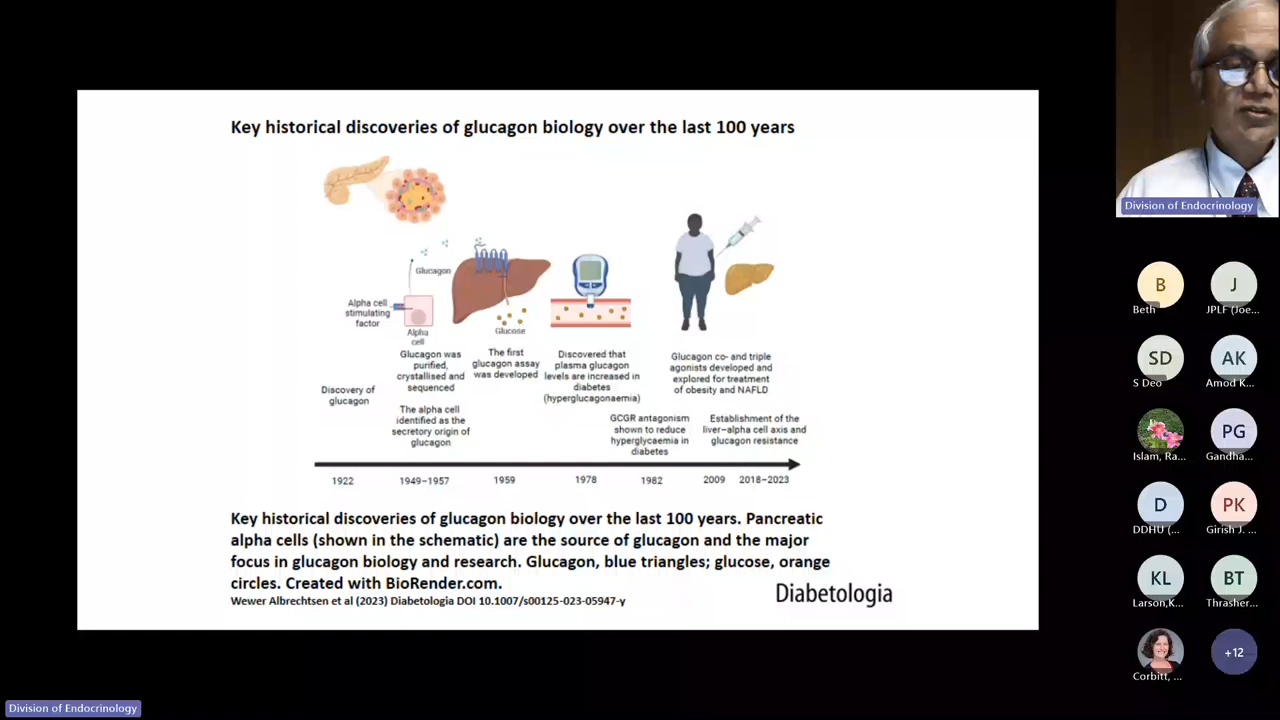 Key historical discoveries of glucagon biology over the last 100 years
Glucagon
Alpha cell
stimulating
factor
Alpha
cell
Glucose
Discovery of
glucagon
Glucagon was
purified,
crystallised and
sequenced
The alpha cell
identified as the
secretory origin of
glucagon
The first
glucagon assay
was developed
Discovered that
plasma glucagon
levels are increased in
diabetes
(hyperglucagonaemia)
GCGR antagonism
shown to reduce
hyperglycaemia in
diabetes
Glucagon co- and triple
agonists developed and
explored for treatment
of obesity and NAFLD
Establishment of the
liver–alpha cell axis and
glucagon resistance
1922
1949–1957
1959
1978
1982
2009
2018–2023
Key historical discoveries of glucagon biology over the last 100 years. Pancreatic
alpha cells (shown in the schematic) are the source of glucagon and the major
focus in glucagon biology and research. Glucagon, blue triangles; glucose, orange
circles. Created with BioRender.com.
Wewer Albrechtsen et al (2023) Diabetologia DOI 10.1007/s00125-023-05947-y
Diabetologia
Division of Endocrinology
B
Beth
J
JPLF (Joe...
SD
S Deo
AK
Amod K...
Islam, Ra...
PG
Gandha...
D
DDHU (...
PK
Girish J. ...
KL
Larson,K...
BT
Thrasher...
Corbitt, ...
+12
Division of Endocrinology